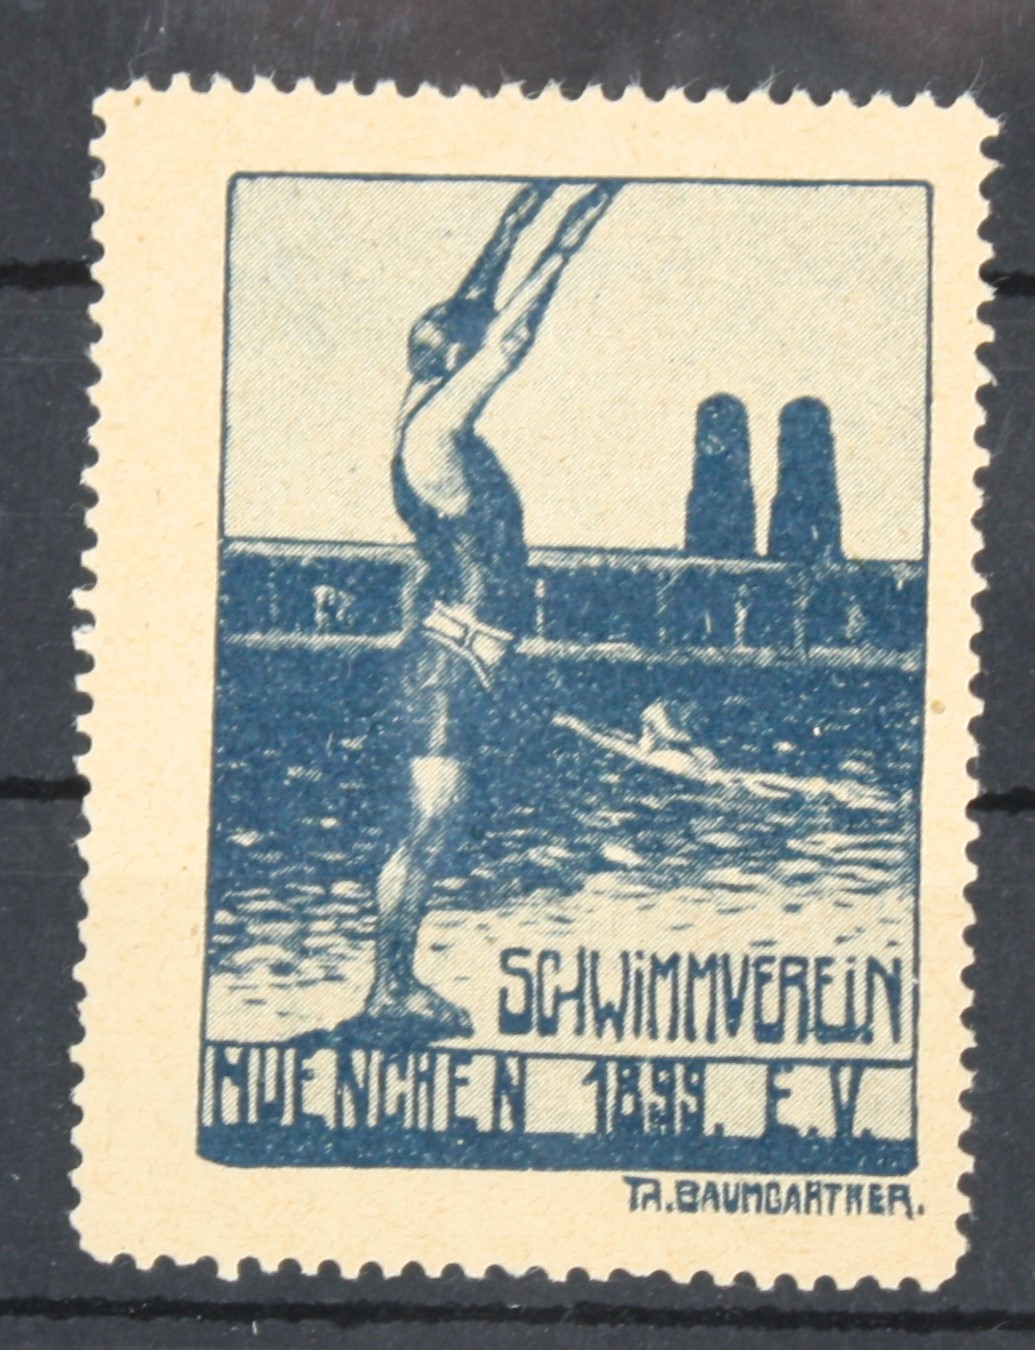 SCHWiMMVEREiN
MUENCHEN 1899. E.V.
TH.BAUMGARTNER.